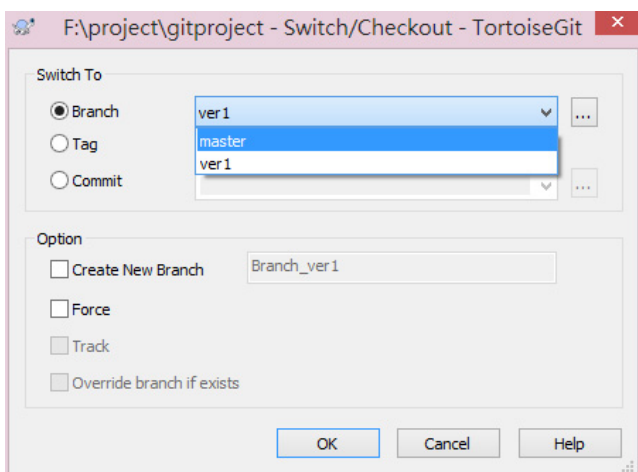 F:\project\gitproject - Switch/Checkout - TortoiseGit
Switch To
Branch
ver1
...
master
Tag
ver1
Commit
...
Option
Create New Branch
Branch_ver1
Force
Track
Override branch if exists
OK
Cancel
Help